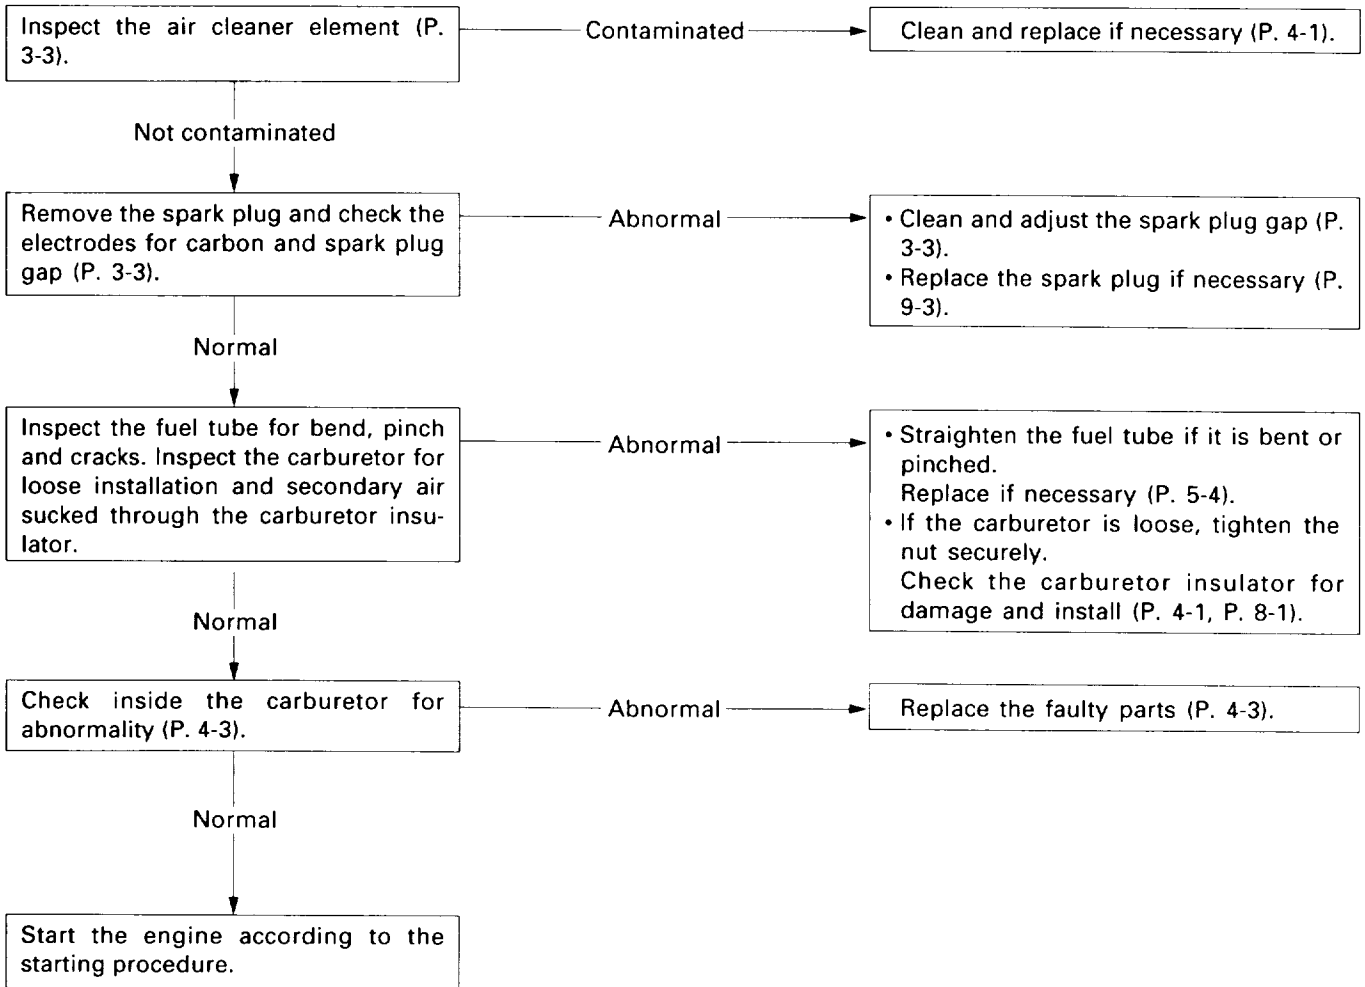 Inspect the air cleaner element (P.
3-3).
Contaminated
Clean and replace if necessary (P. 4-1).
Not contaminated
Remove the spark plug and check the
electrodes for carbon and spark plug
gap (P. 3-3).
Abnormal
• Clean and adjust the spark plug gap (P.
3-3).
• Replace the spark plug if necessary (P.
9-3).
Normal
Inspect the fuel tube for bend, pinch
and cracks. Inspect the carburetor for
loose installation and secondary air
sucked through the carburetor insu-
lator.
Abnormal
• Straighten the fuel tube if it is bent or
pinched.
Replace if necessary (P. 5-4).
• If the carburetor is loose, tighten the
nut securely.
Check the carburetor insulator for
damage and install (P. 4-1, P. 8-1).
Normal
Check inside the carburetor for
abnormality (P. 4-3).
Abnormal
Replace the faulty parts (P. 4-3).
Normal
Start the engine according to the
starting procedure.